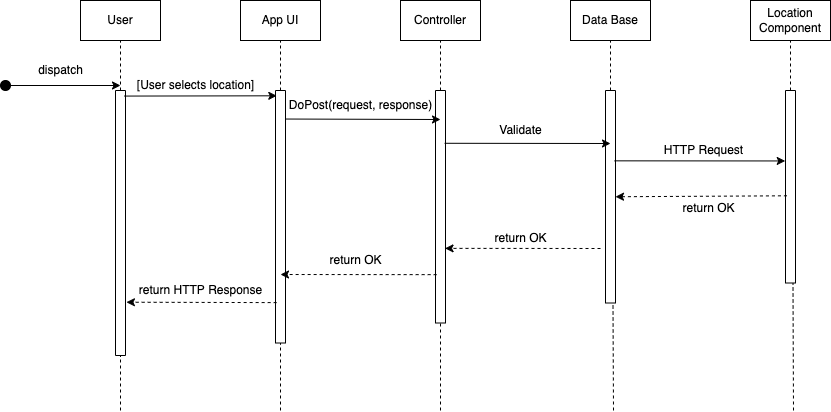 User
App UI
Controller
Data Base
Location
Component
dispatch
[User selects location]
DoPost(request, response)
Validate
HTTP Request
return OK
return OK
return OK
return HTTP Response